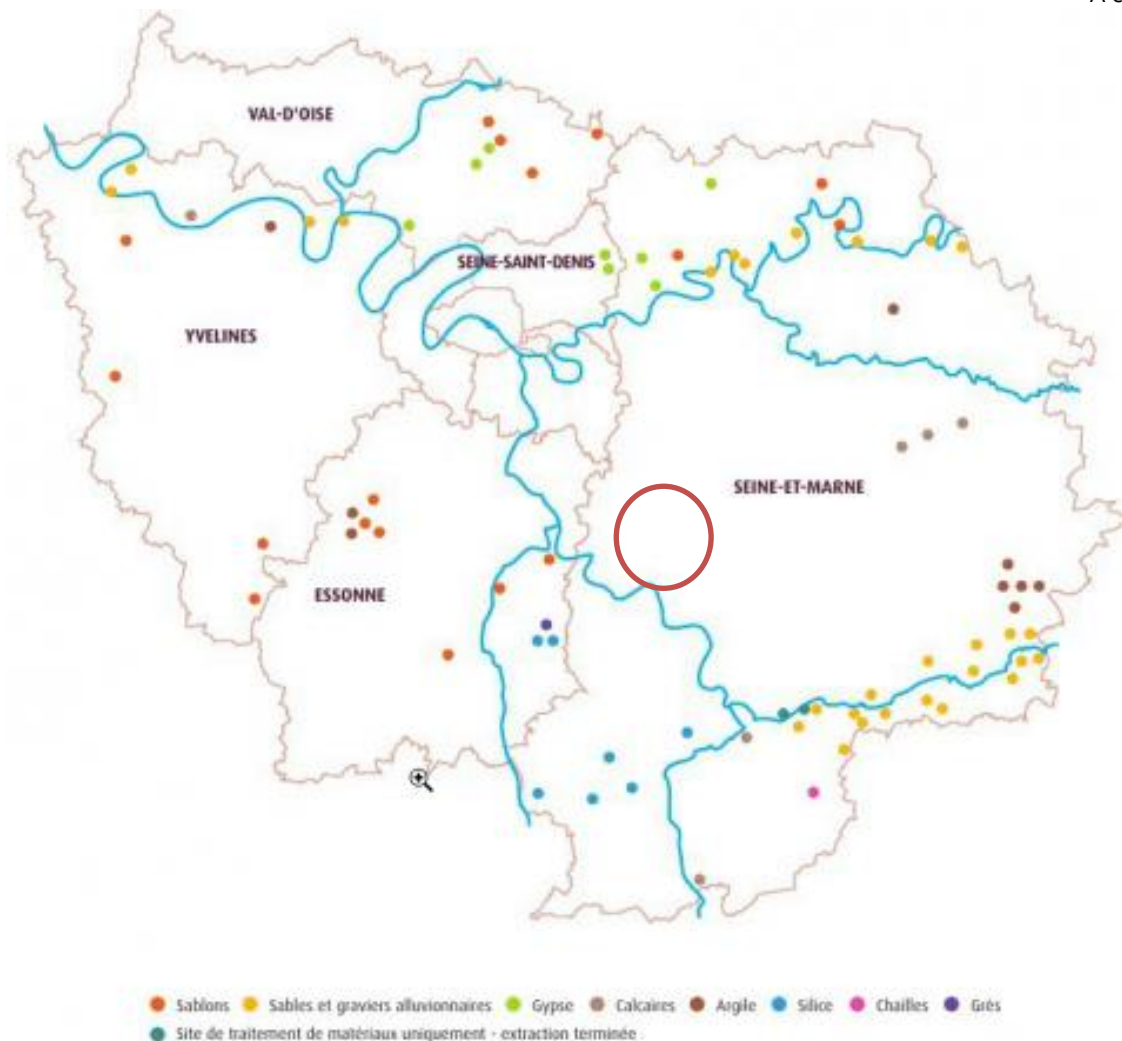 VAL-D'OISE
SEINE-SAINT-DENIS
YVELINES
SEINE-ET-MARNE
ESSONNE
Sablons Sables et graviers alluvionnaires Gypse Calcaires Argile Silice Chailles Grès
Site de traitement de matériaux uniquement - extraction terminée